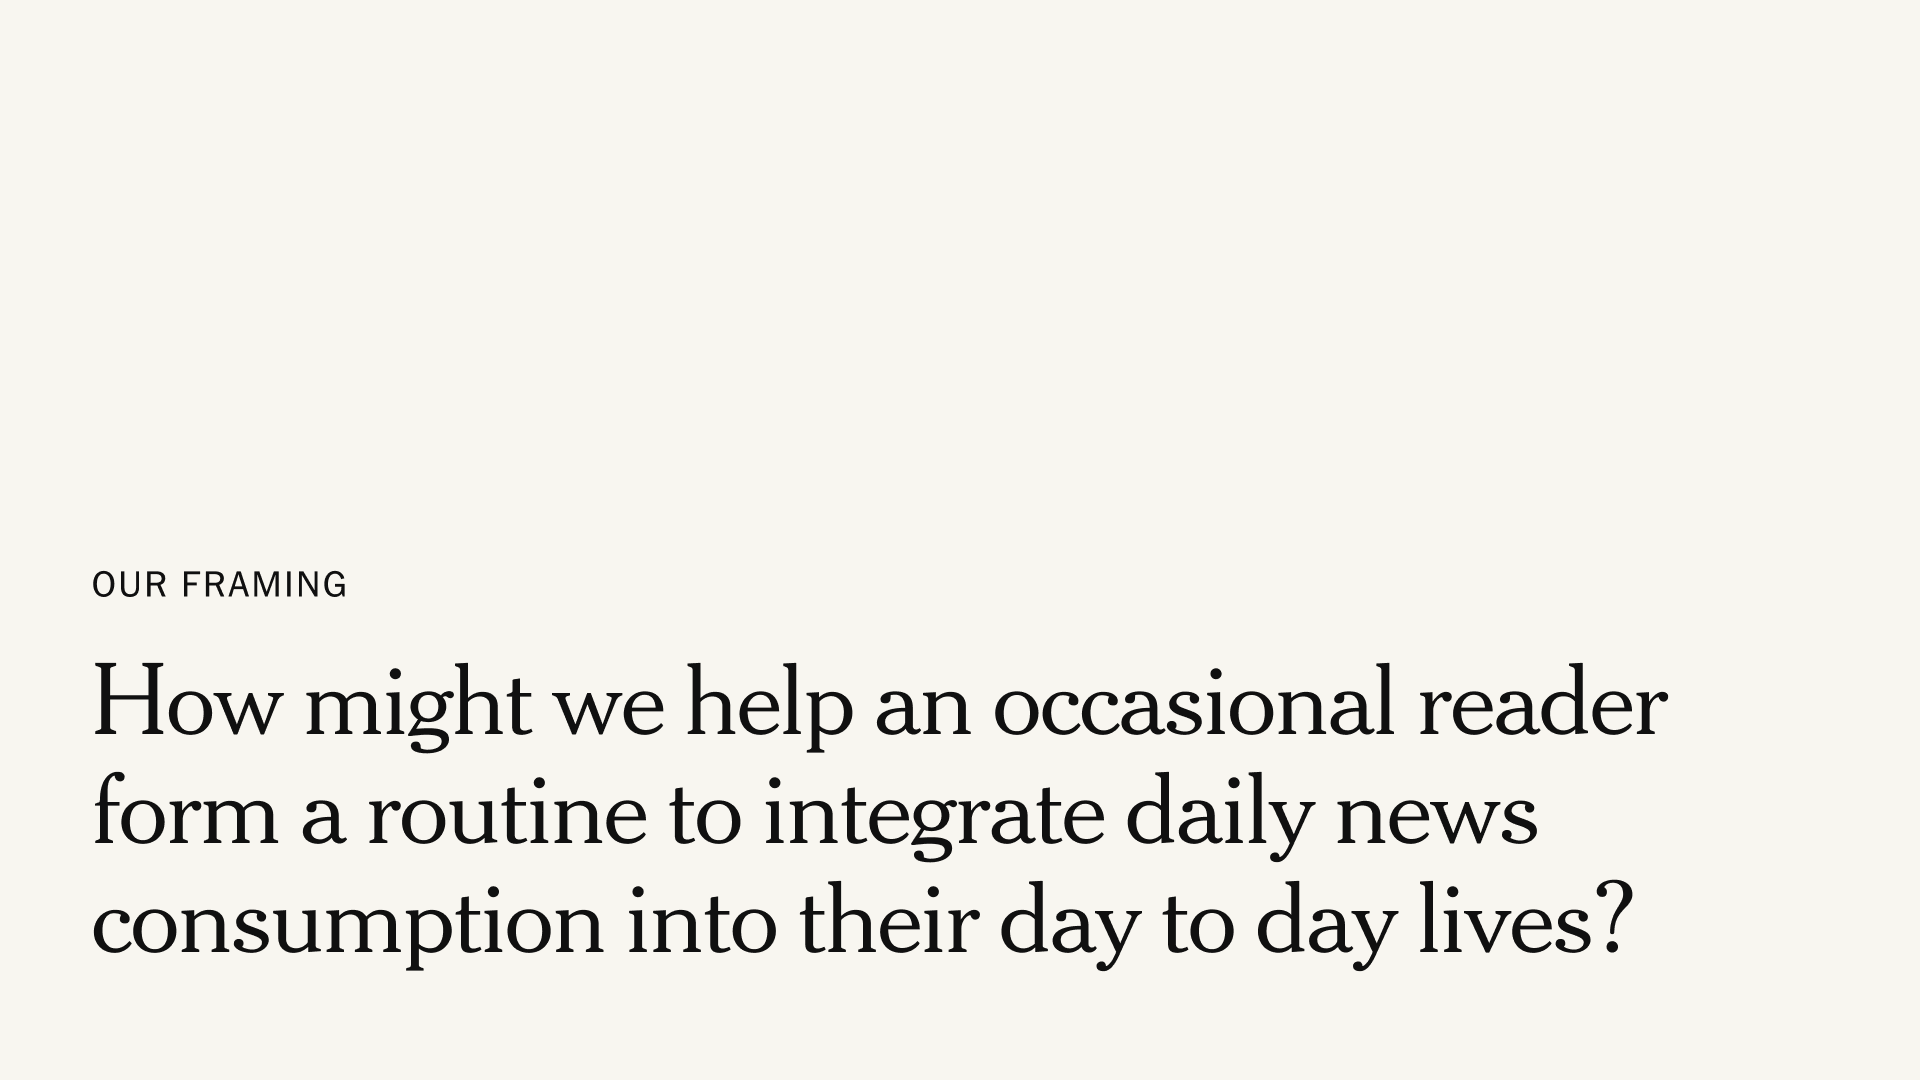 OUR FRAMING
How might we help an occasional reader
form a routine to integrate daily news
consumption into their day to day lives?